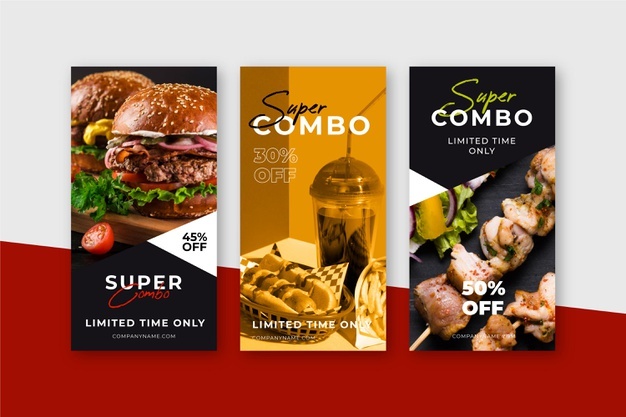 45%
OFF
SUPER
Combo
LIMITED TIME ONLY
COMPANYNAME.COM
Super
COMBO
30%
OFF
LIMITED TIME ONLY
COMPANYNAME.COM
Super
COMBO
LIMITED TIME
ONLY
50%
OFF
COMPANYNAME.COM